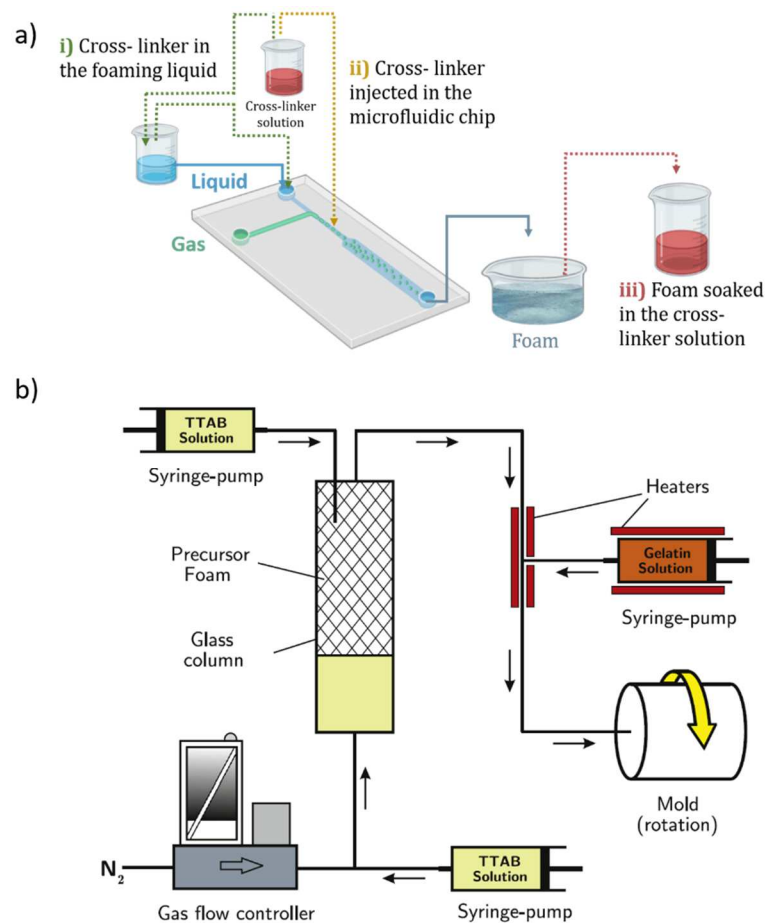 a)
i) Cross- linker in
the foaming liquid
Cross-linker
solution
ii) Cross- linker
injected in the
microfluidic chip
Liquid
Gas
Foam
iii) Foam soaked
in the cross-
linker solution
b)
TTAB
Solution
Syringe-pump
Precursor
Foam
Glass
column
Heaters
Gelatin
Solution
Syringe-pump
Mold
(rotation)
N2
Gas flow controller
TTAB
Solution
Syringe-pump